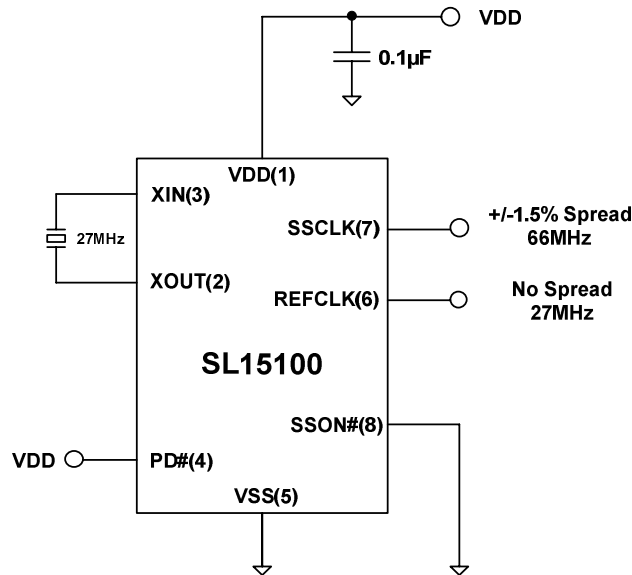 VDD
0.1µF
VDD(1)
XIN(3)
SSCLK(7)
+/-1.5% Spread
66MHz
27MHz
XOUT(2)
REFCLK(6)
No Spread
27MHz
SL15100
SSON#(8)
VDD
PD#(4)
VSS(5)